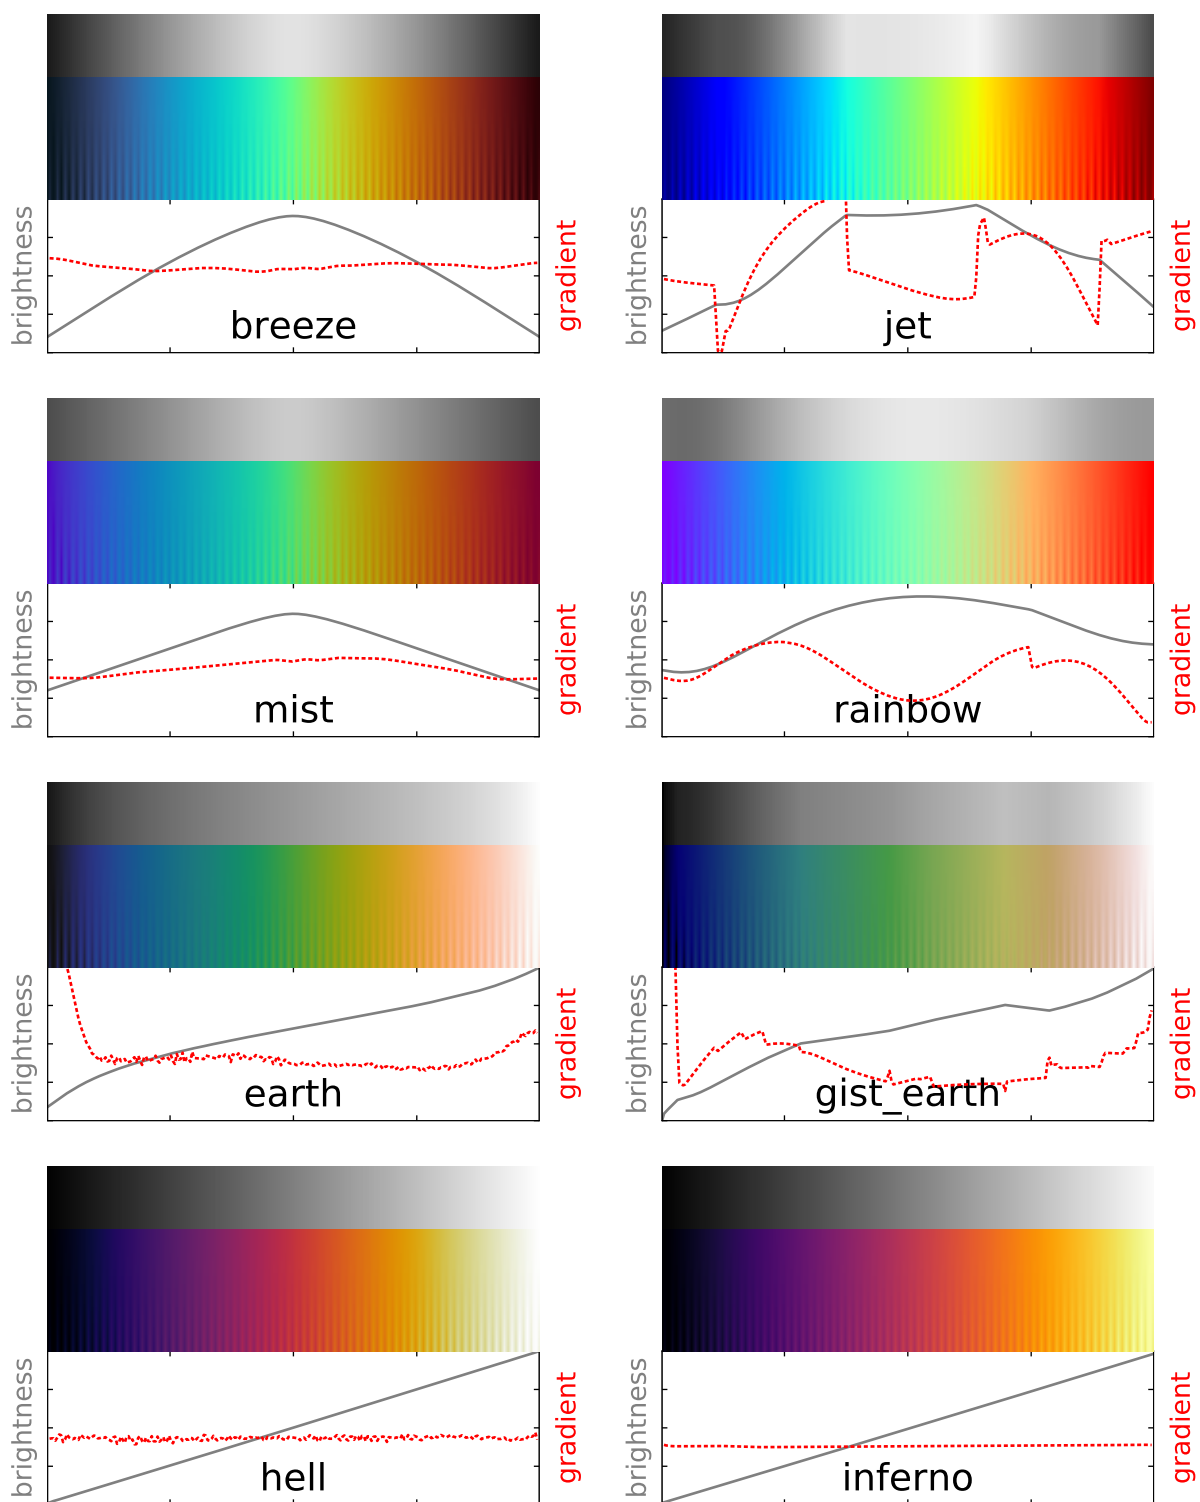 brightness
breeze
gradient
brightness
jet
gradient
brightness
mist
gradient
brightness
rainbow
gradient
brightness
earth
gradient
brightness
gist_earth
gradient
brightness
hell
gradient
brightness
inferno
gradient